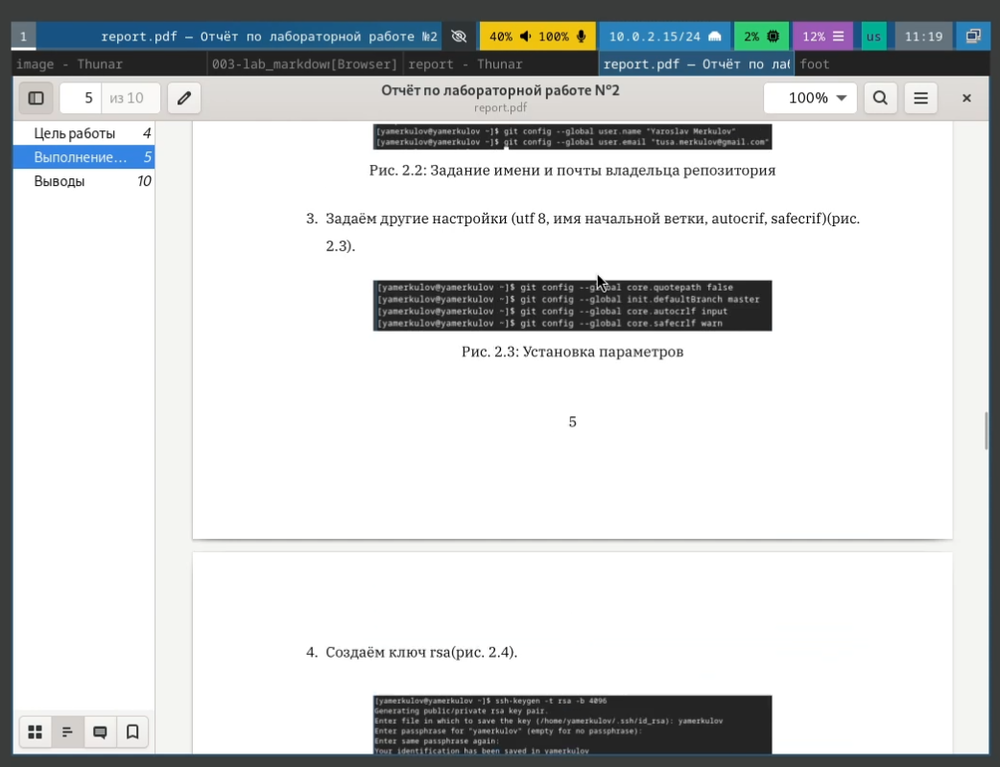 1
report.pdf — Отчёт по лабораторной работе №2
40% 100%
10.0.2.15/24
2%
12%
us
11:19
image - Thunar
003-lab_markdown[Browser]
report - Thunar
report.pdf — Отчёт по лаб
foot
5
из 10
Отчёт по лабораторной работе №2
report.pdf
100%
Цель работы 4
Выполнение… 5
Выводы 10
[yamerkulov@yamerkulov ~]$ git config --global user.name "Yaroslav Merkulov"
[yamerkulov@yamerkulov ~]$ git config --global user.email "tusa.merkulov@gmail.com"
Рис. 2.2: Задание имени и почты владельца репозитория
3. Задаём другие настройки (utf 8, имя начальной ветки, autocrif, safecrif)(рис.
2.3).
[yamerkulov@yamerkulov ~]$ git config --global core.quotepath false
[yamerkulov@yamerkulov ~]$ git config --global init.defaultBranch master
[yamerkulov@yamerkulov ~]$ git config --global core.autocrlf input
[yamerkulov@yamerkulov ~]$ git config --global core.safecrlf warn
Рис. 2.3: Установка параметров
5
4. Создаём ключ rsa(рис. 2.4).
[yamerkulov@yamerkulov ~]$ ssh-keygen -t rsa -b 4096
Generating public/private rsa key pair.
Enter file in which to save the key (/home/yamerkulov/.ssh/id_rsa): yamerkulov
Enter passphrase for "yamerkulov" (empty for no passphrase):
Enter same passphrase again:
Your identification has been saved in yamerkulov